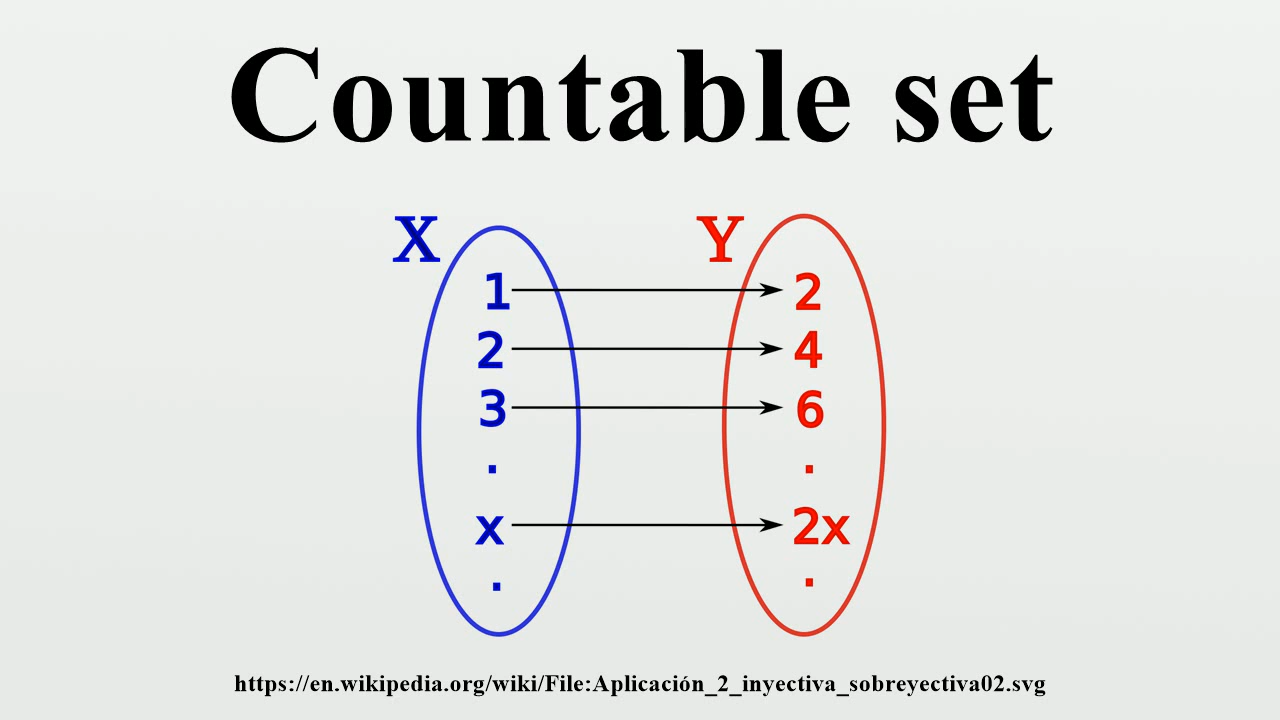 Countable set
X Y
1 2
2 4
3 6
. .
x 2x
. .
https://en.wikipedia.org/wiki/File:Aplicación_2_inyectiva_sobreyectiva02.svg